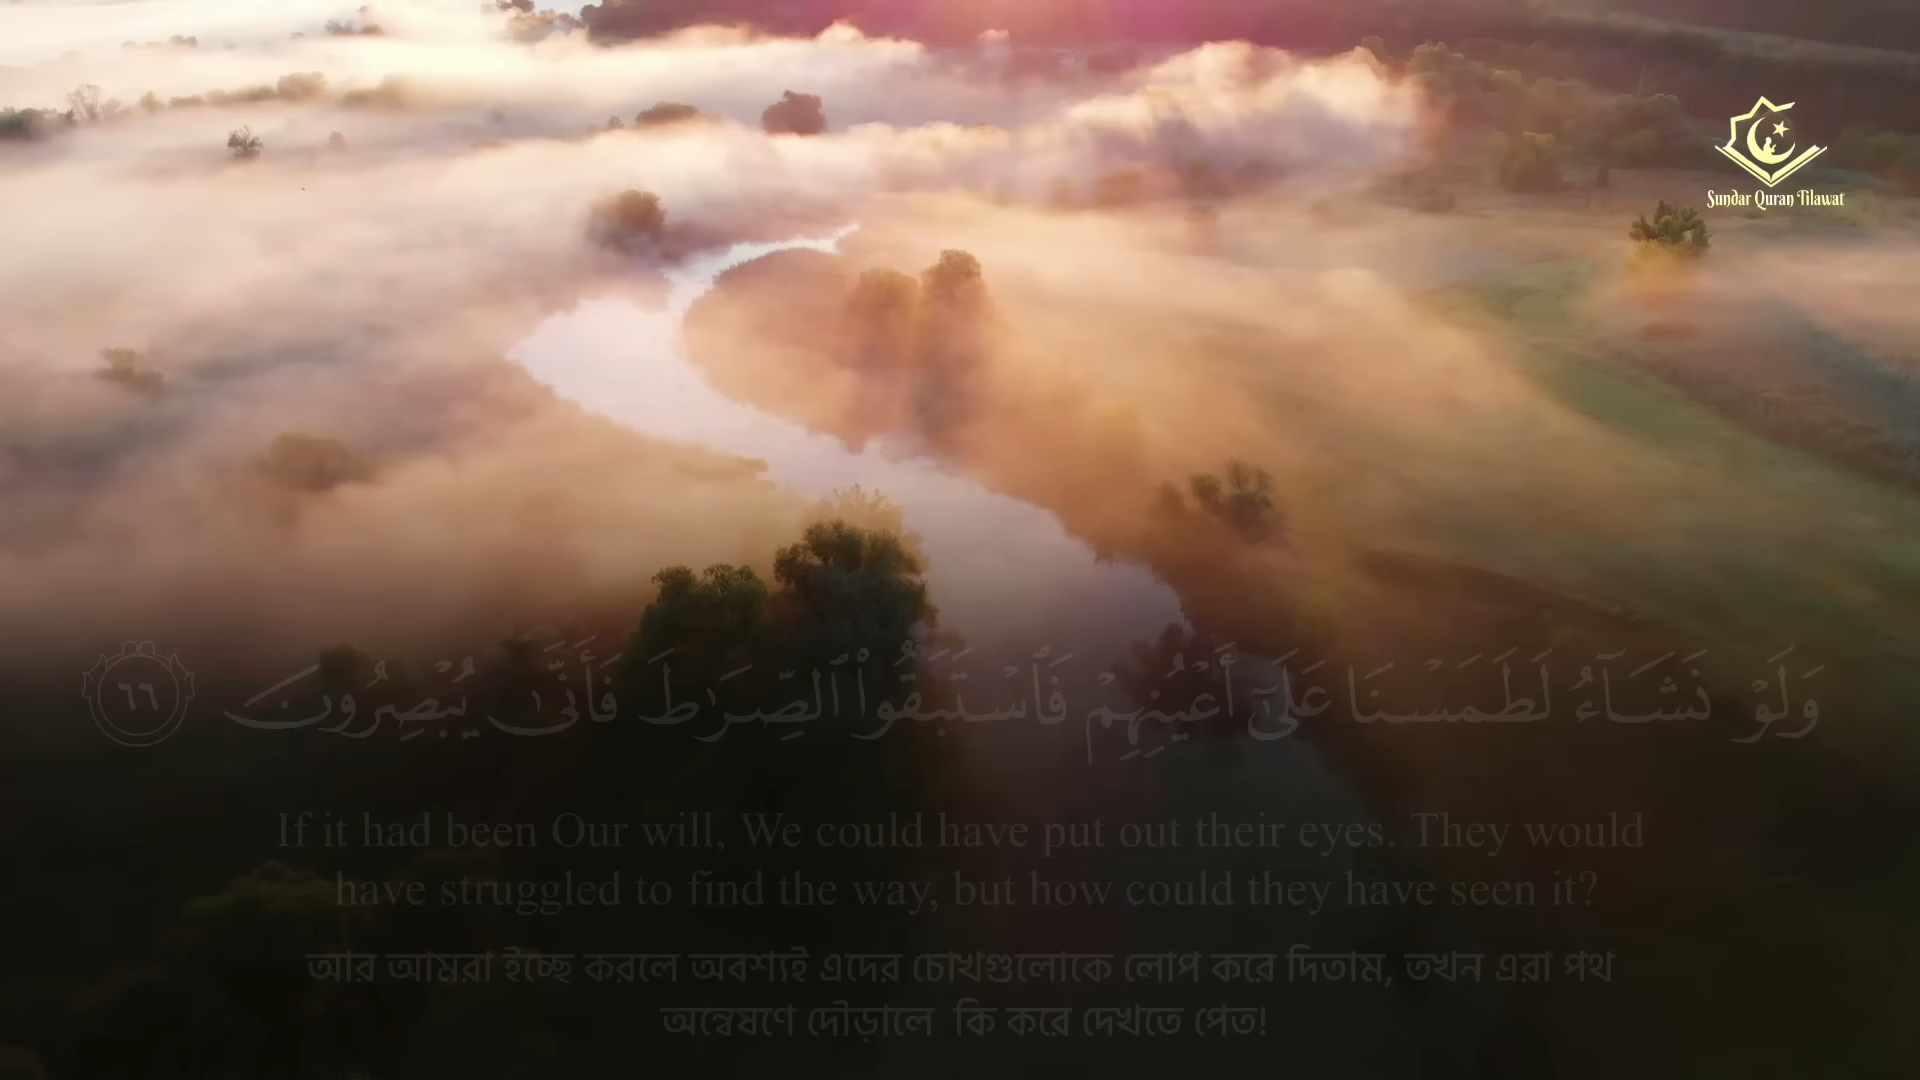 Sundar Quran Tilawat
وَلَوْ نَشَآءُ لَطَمَسْنَا عَلَىٰٓ أَعْيُنِهِمْ فَٱسْتَبَقُوا۟ ٱلصِّرَٰطَ فَأَنَّىٰ يُبْصِرُونَ ٦٦
If it had been Our will, We could have put out their eyes. They would
have struggled to find the way, but how could they have seen it?
আর আমরা ইচ্ছে করলে অবশ্যই এদের চোখগুলোকে লোপ করে দিতাম, তখন এরা পথ
অন্বেষণে দৌড়ালে কি করে দেখতে পেত!